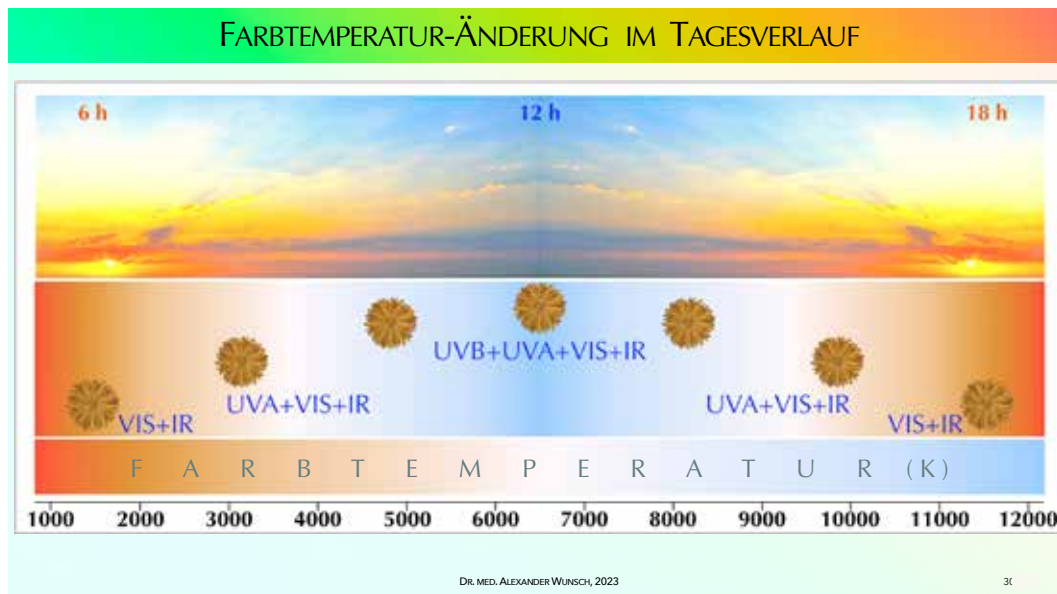 FARBTEMPERATUR-ÄNDERUNG IM TAGESVERLAUF
6 h 12 h 18 h
UVB+UVA+VIS+IR
UVA+VIS+IR UVA+VIS+IR
VIS+IR VIS+IR
FARBTEMPERATUR (K)
1000 2000 3000 4000 5000 6000 7000 8000 9000 10000 11000 12000
DR. MED. ALEXANDER WUNSCH, 2023